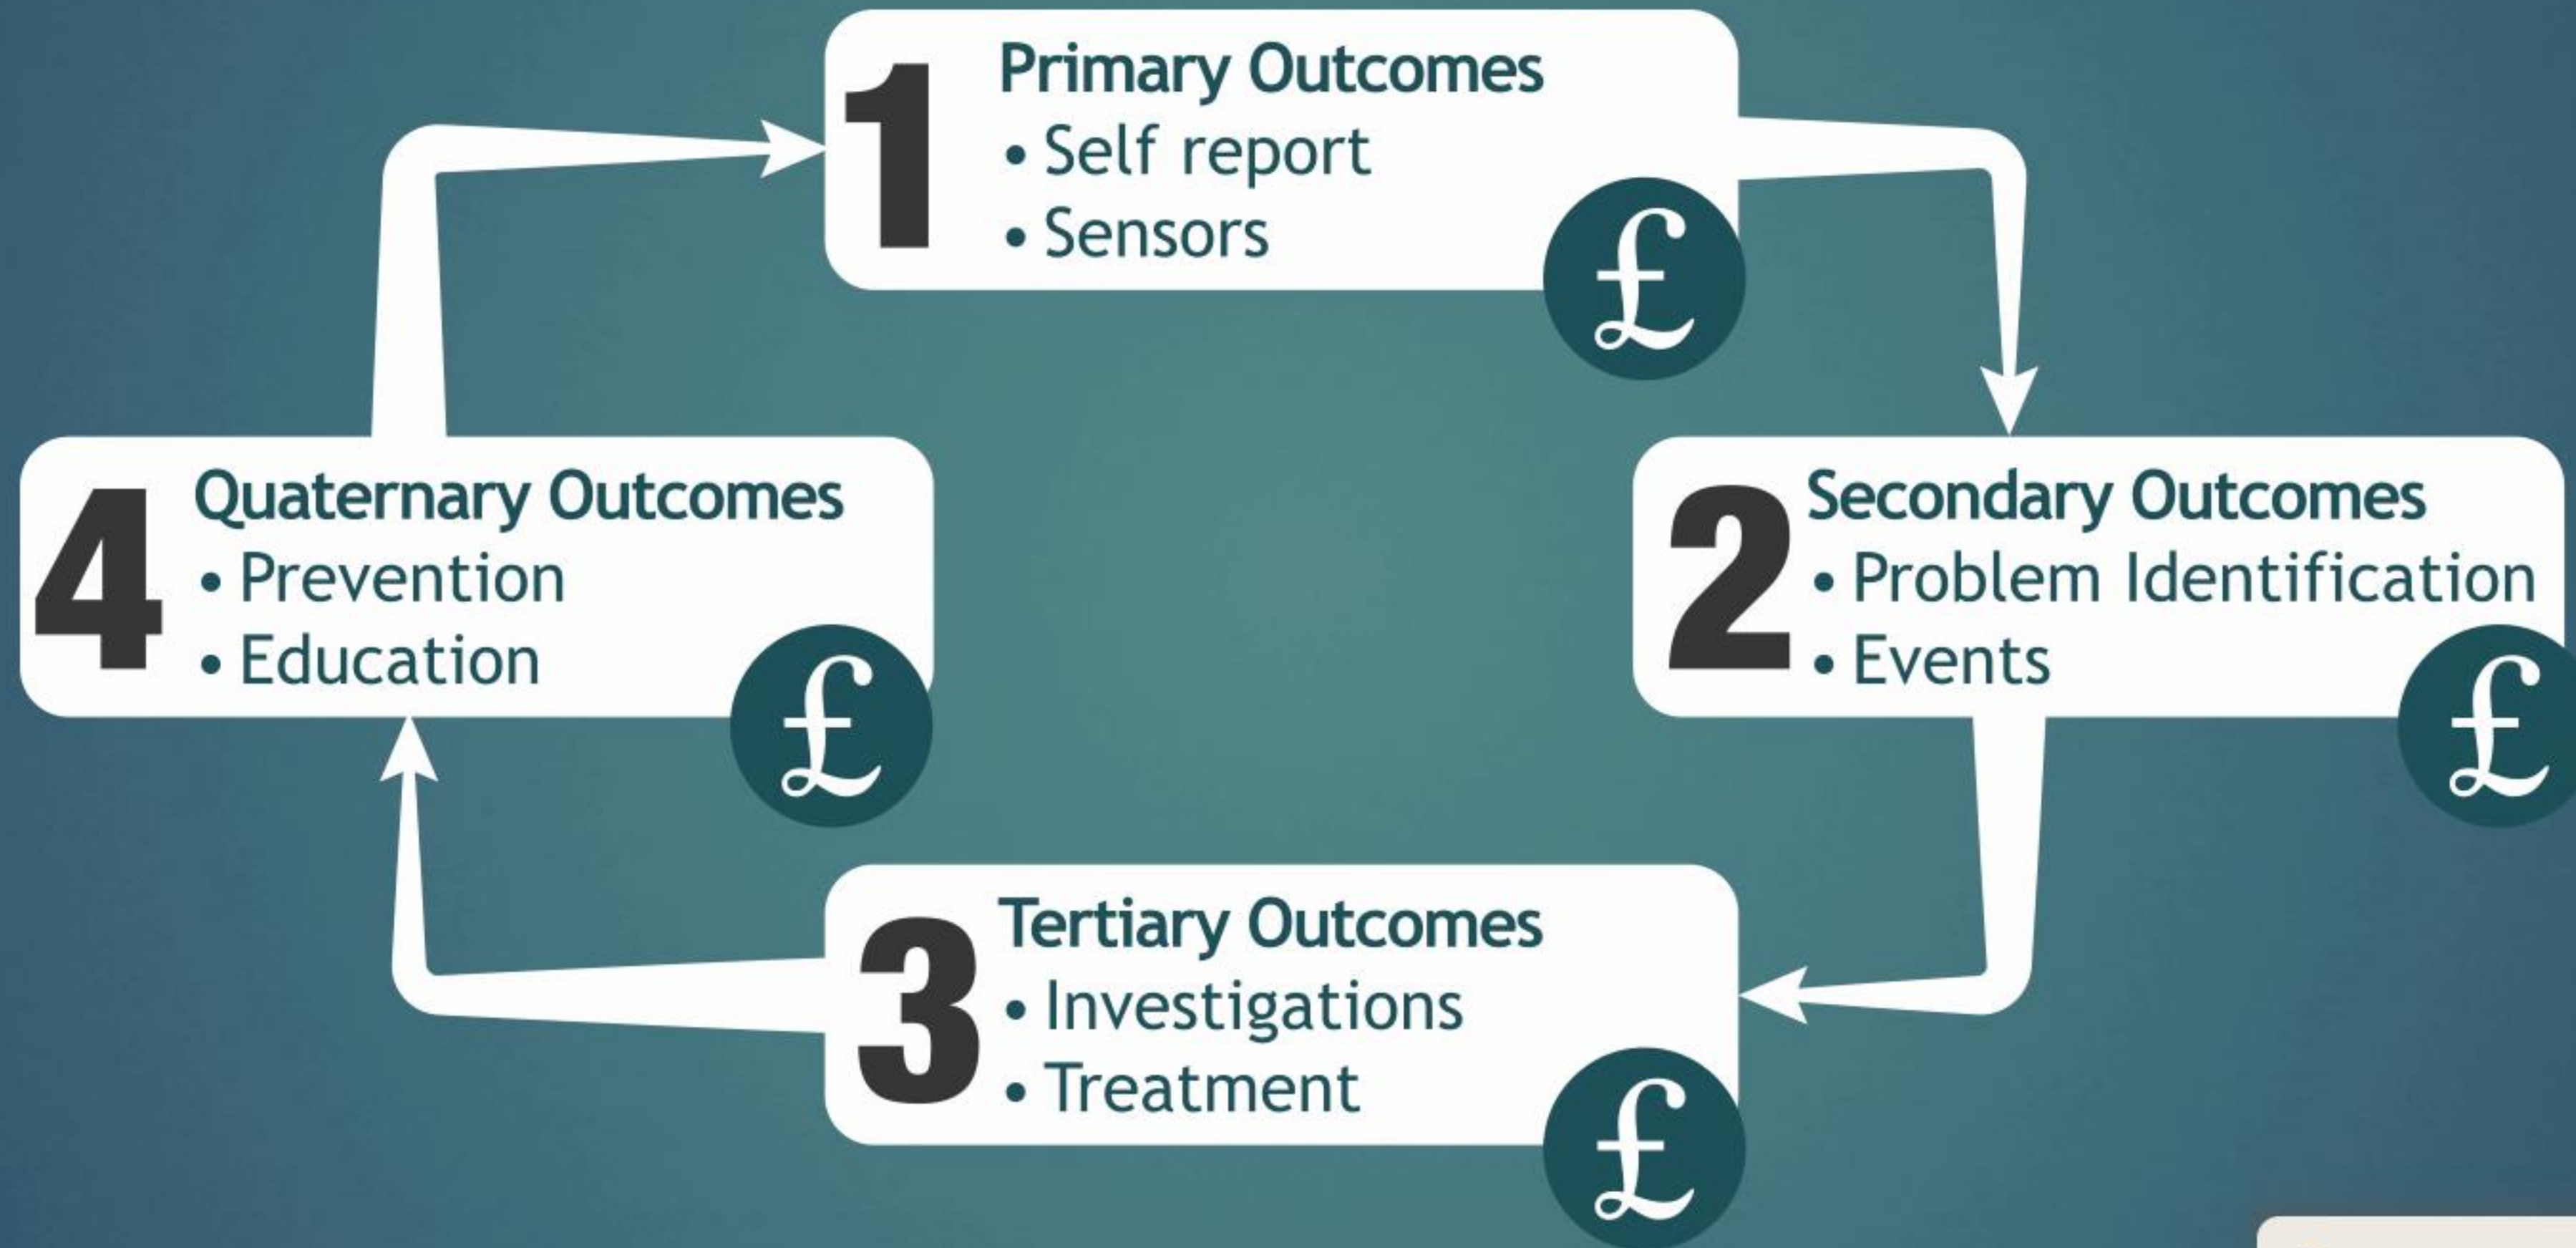 1
Primary Outcomes
• Self report
• Sensors
£
2
Secondary Outcomes
• Problem Identification
• Events
£
3
Tertiary Outcomes
• Investigations
• Treatment
£
4
Quaternary Outcomes
• Prevention
• Education
£